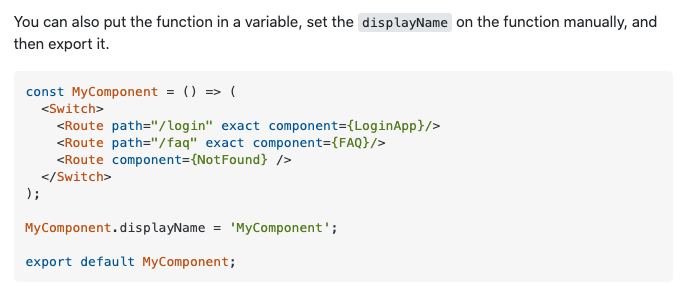 You can also put the function in a variable, set the displayName on the function manually, and
then export it.
const MyComponent = () => (
  <Switch>
    <Route path="/login" exact component={LoginApp}/>
    <Route path="/faq" exact component={FAQ}/>
    <Route component={NotFound} />
  </Switch>
);
MyComponent.displayName = 'MyComponent';
export default MyComponent;